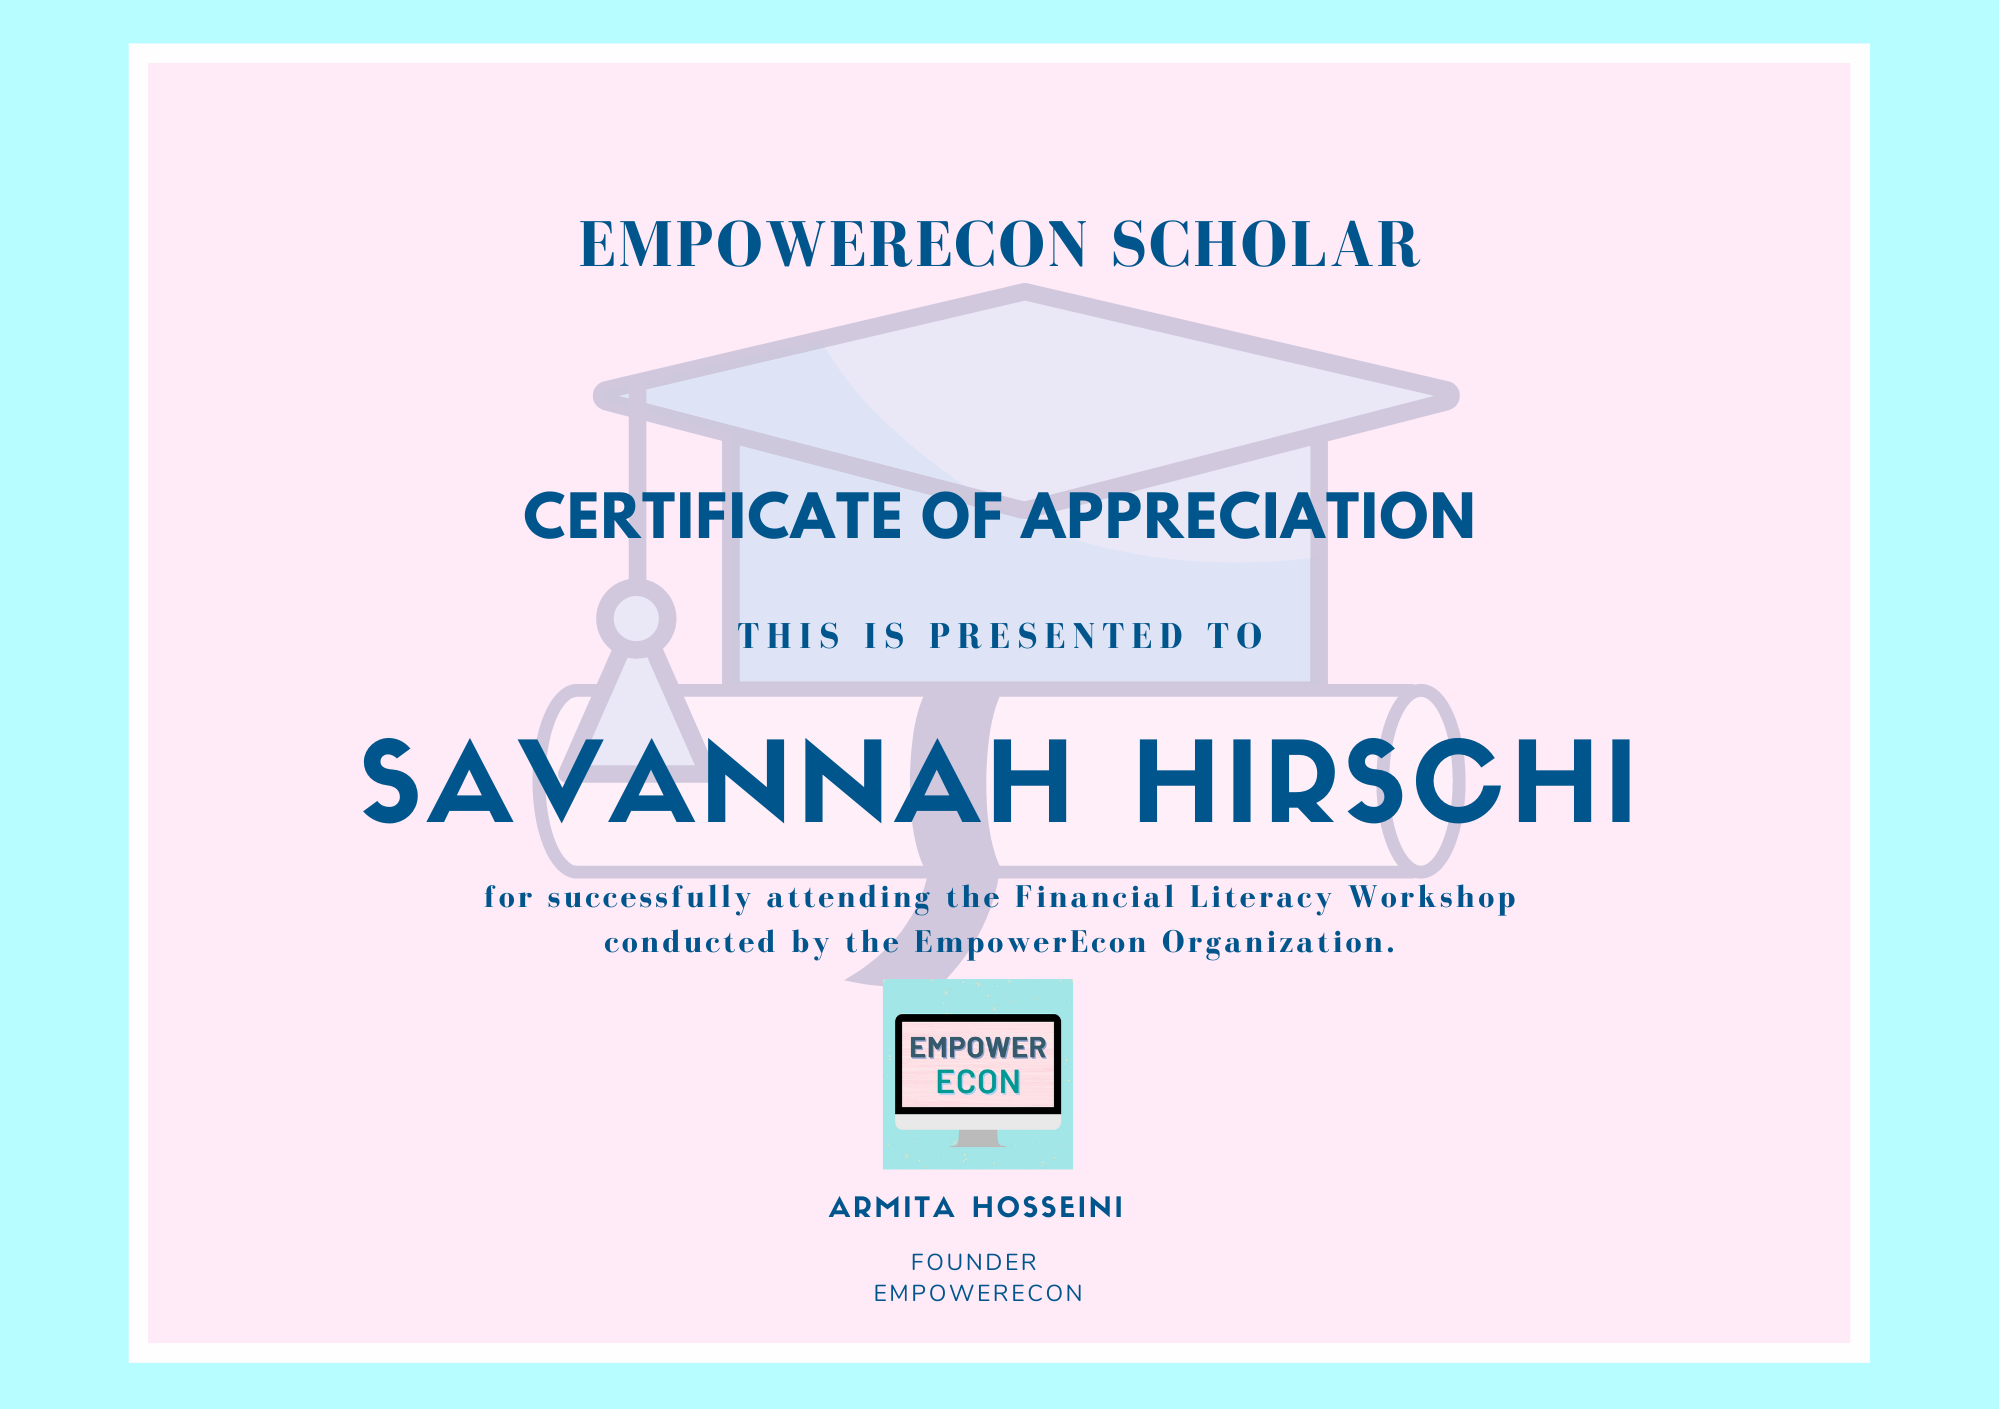 EMPOWERECON SCHOLAR
CERTIFICATE OF APPRECIATION
THIS IS PRESENTED TO
SAVANNAH HIRSCHI
for successfully attending the Financial Literacy Workshop
conducted by the EmpowerEcon Organization.
EMPOWER
ECON
ARMITA HOSSEINI
FOUNDER
EMPOWERECON